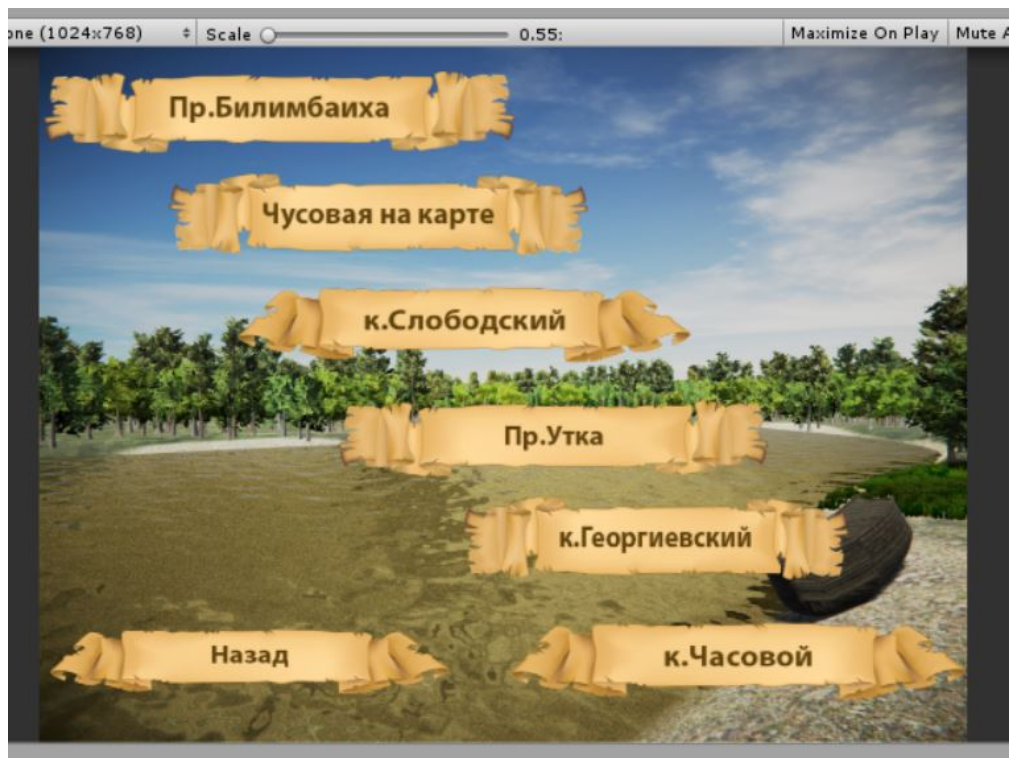 one (1024x768) Scale 0.55: Maximize On Play Mute A
Пр.Билимбаиха
Чусовая на карте
к.Слободский
Пр.Утка
к.Георгиевский
Назад
к.Часовой